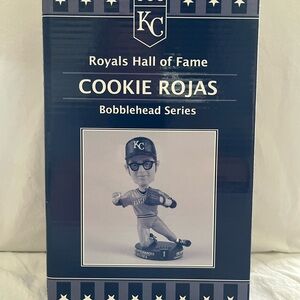 KC
Royals Hall of Fame
COOKIE ROJAS
Bobblehead Series
KC